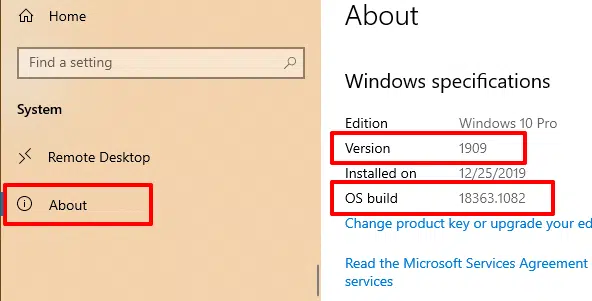 Home
Find a setting
System
Remote Desktop
About
About
Windows specifications
Edition Windows 10 Pro
Version 1909
Installed on 12/25/2019
OS build 18363.1082
Change product key or upgrade your ed
Read the Microsoft Services Agreement
services